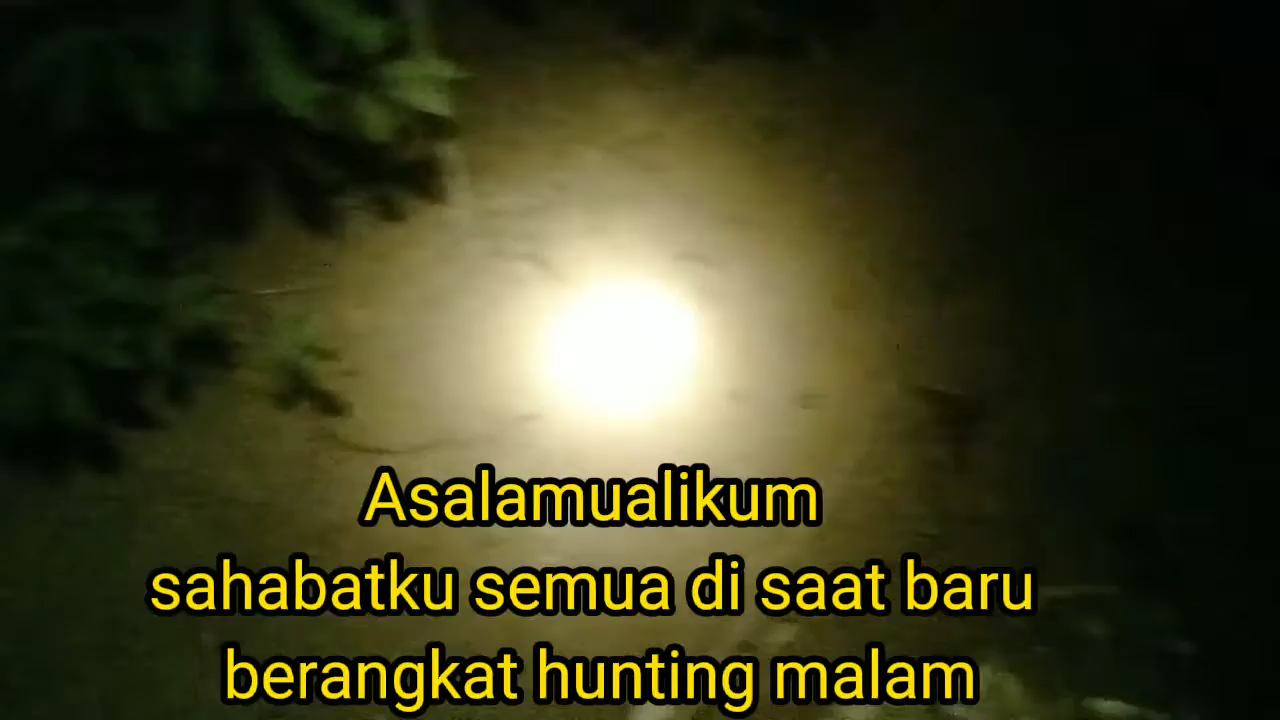 Asalamualikum
sahabatku semua di saat baru
berangkat hunting malam